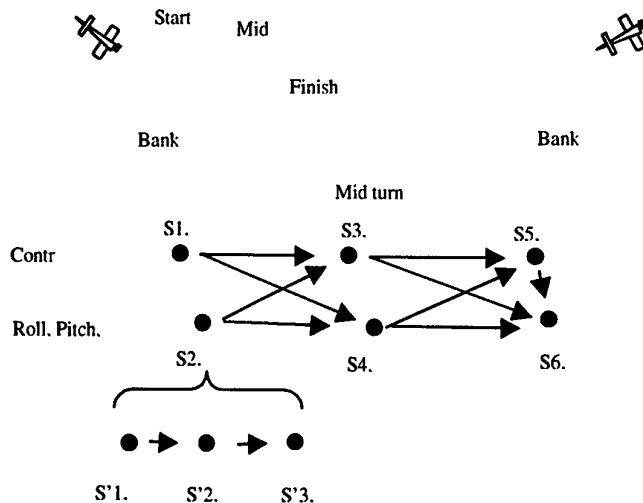 Start
Mid
Finish
Bank Bank
Mid turn
S1. S3. S5.
Contr
Roll. Pitch.
S2. S4. S6.
S'1. S'2. S'3.